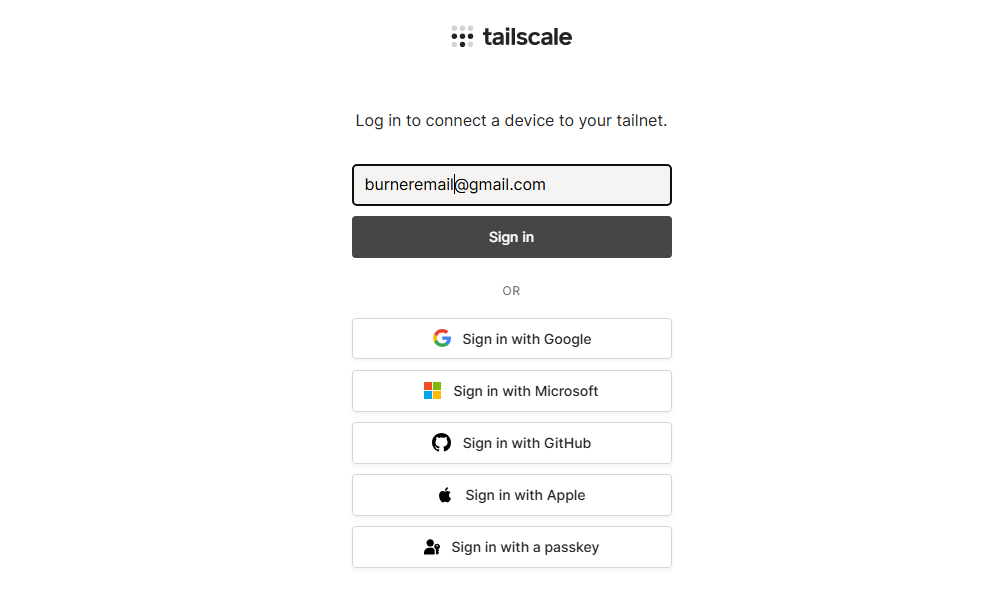 tailscale
Log in to connect a device to your tailnet.
burneremail@gmail.com
Sign in
OR
Sign in with Google
Sign in with Microsoft
Sign in with GitHub
Sign in with Apple
Sign in with a passkey